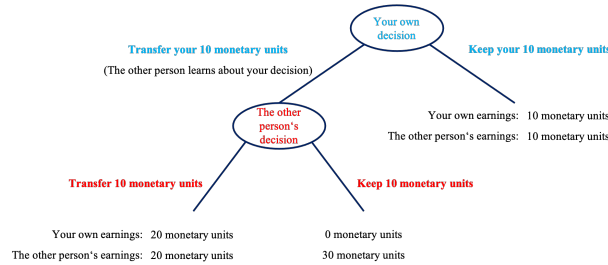 Your own
decision
Transfer your 10 monetary units
Keep your 10 monetary units
(The other person learns about your decision)
The other
person's
decision
Your own earnings: 10 monetary units
The other person's earnings: 10 monetary units
Transfer 10 monetary units
Keep 10 monetary units
Your own earnings: 20 monetary units
0 monetary units
The other person's earnings: 20 monetary units
30 monetary units